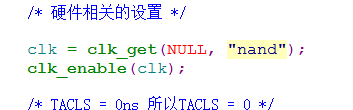 /* 硬件相关的设置 */
clk = clk_get(NULL, "nand");
clk_enable(clk);
/* TACLS = 0ns 所以TACLS = 0 */